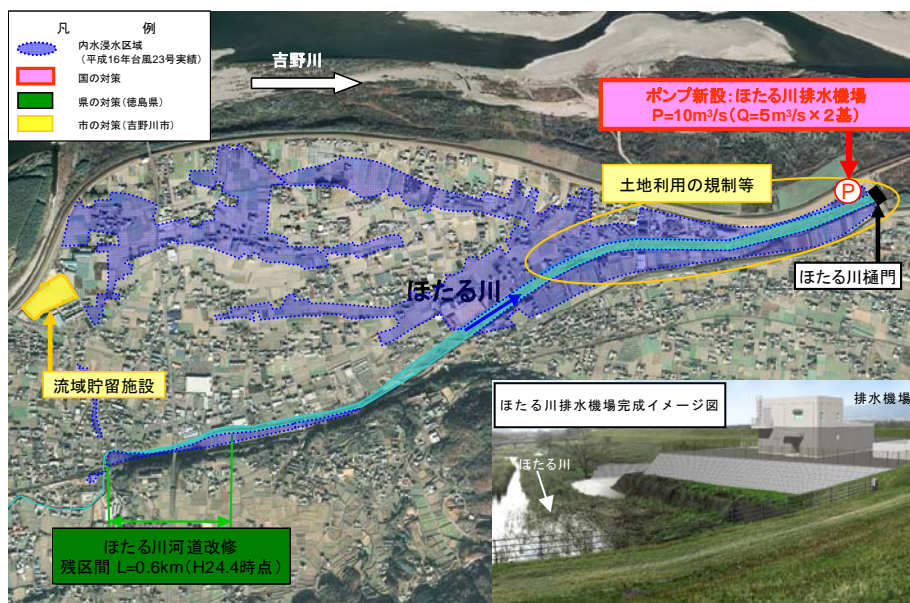 凡　　例
内水浸水区域
（平成16年台風23号実績）
国の対策
県の対策（徳島県）
市の対策（吉野川市）
吉野川
ポンプ新設：ほたる川排水機場
P=10m³/s（Q=5m³/s×2基）
土地利用の規制等
P
ほたる川樋門
ほたる川
流域貯留施設
ほたる川排水機場完成イメージ図
排水機場
ほたる川
ほたる川河道改修
残区間 L=0.6km（H24.4時点）